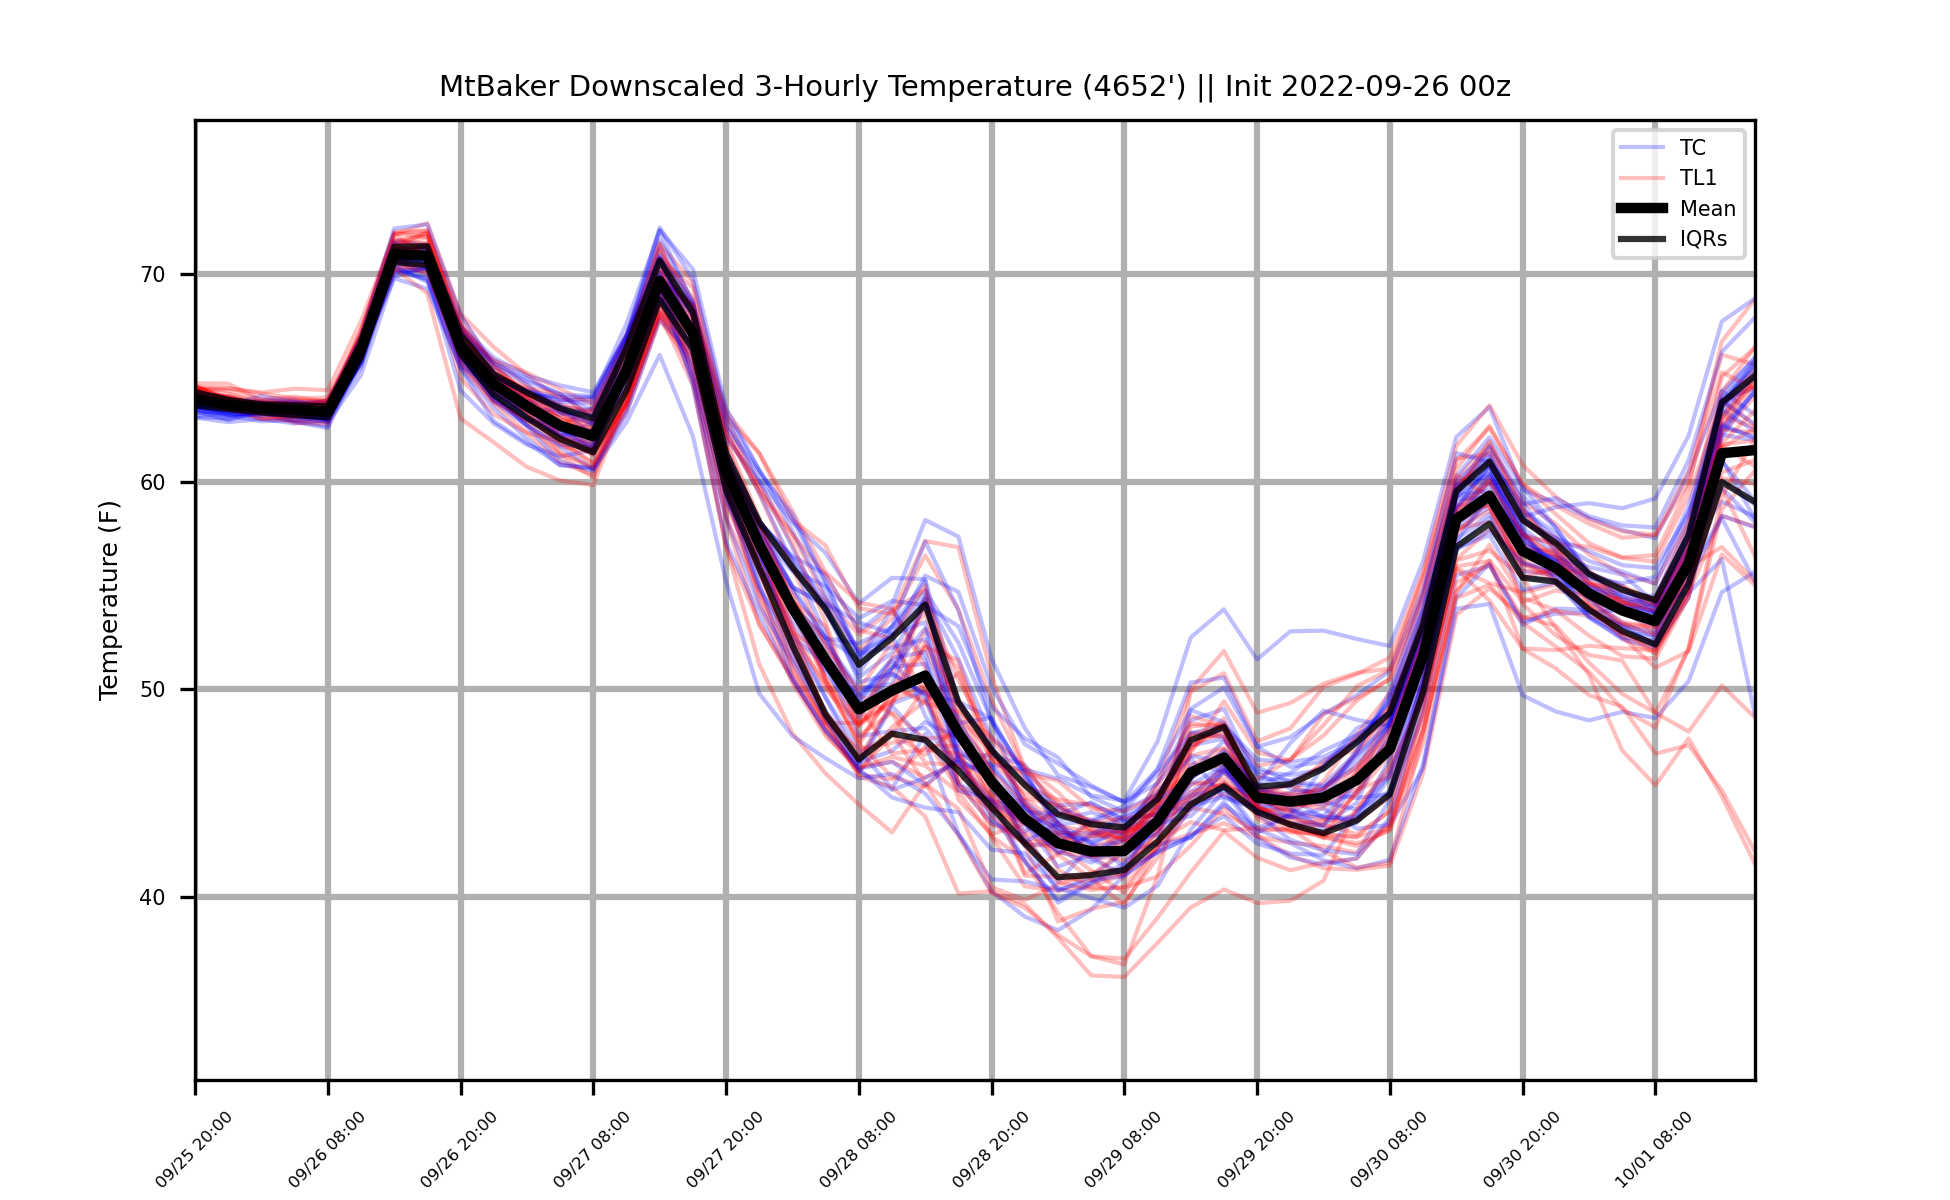 MtBaker Downscaled 3-Hourly Temperature (4652') || Init 2022-09-26 00z
TC
TL1
Mean
IQRs
Temperature (F)
70
60
50
40
09/25 20:00
09/26 08:00
09/26 20:00
09/27 08:00
09/27 20:00
09/28 08:00
09/28 20:00
09/29 08:00
09/29 20:00
09/30 08:00
09/30 20:00
10/01 08:00